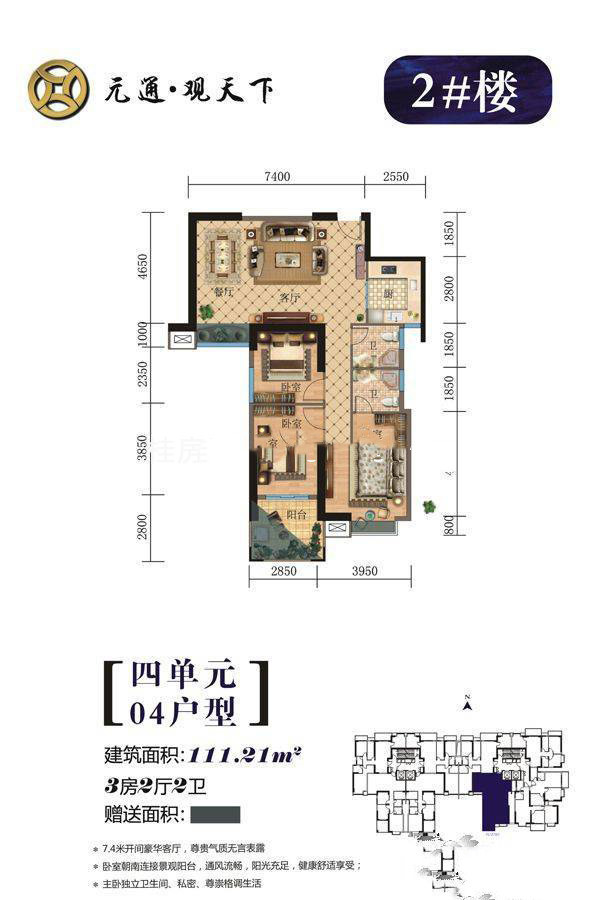 元通·观天下
2#楼
7400
2550
4650
1000
2350
3850
2800
1850
2800
1850
1850
800
餐厅
客厅
厨
卫
卫
卧室
卧室
室
室
阳台
2850
3950
四单元
04户型
建筑面积:111.21m²
3房2厅2卫
赠送面积:
N
★ 7.4米开间豪华客厅，尊贵气质无言表露
★ 卧室朝南连接景观阳台，通风流畅，阳光充足，健康舒适享受；
★ 主卧独立卫生间、私密、尊崇格调生活